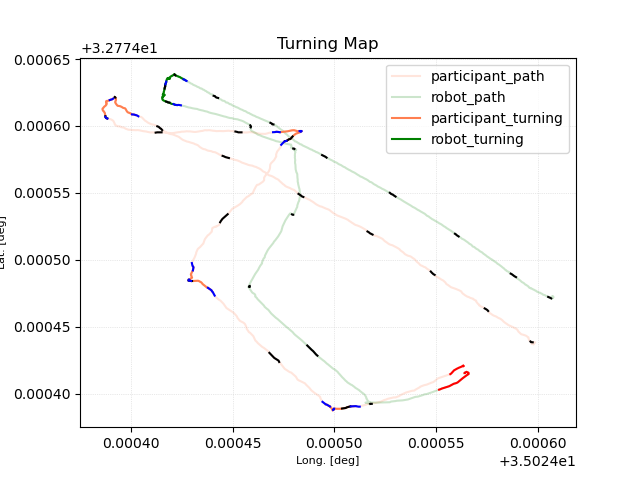 Turning Map
+3.2774e1
0.00065
0.00060
0.00055
0.00050
0.00045
0.00040
Lat. [deg]
participant_path
robot_path
participant_turning
robot_turning
0.00040 0.00045 0.00050 0.00055 0.00060
Long. [deg]
+3.5024e1